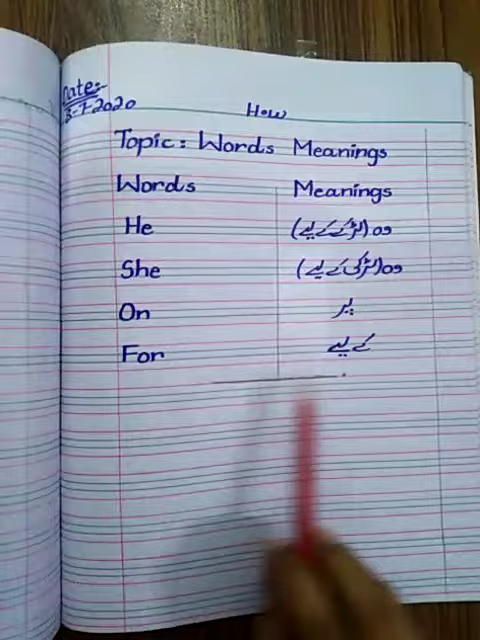 Date:-
3-7-2020
How
Topic: Words Meanings
Words Meanings
He وہ (لڑکے کے لیے)
She وہ (لڑکی کے لیے)
On پر
For کے لیے